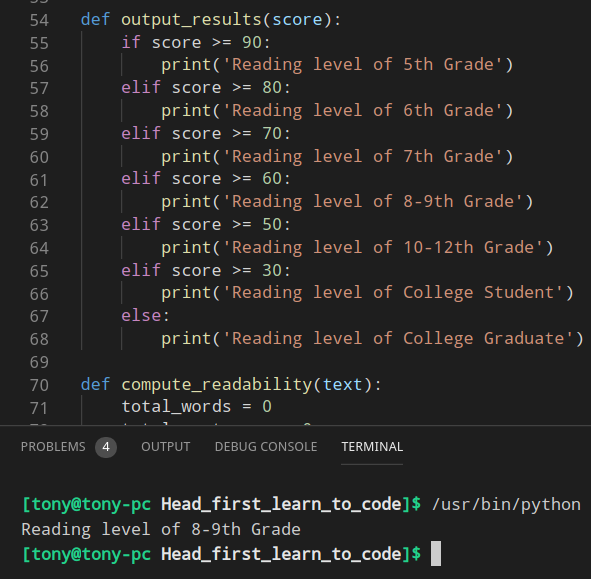 54 def output_results(score):
55 if score >= 90:
56 print('Reading level of 5th Grade')
57 elif score >= 80:
58 print('Reading level of 6th Grade')
59 elif score >= 70:
60 print('Reading level of 7th Grade')
61 elif score >= 60:
62 print('Reading level of 8-9th Grade')
63 elif score >= 50:
64 print('Reading level of 10-12th Grade')
65 elif score >= 30:
66 print('Reading level of College Student')
67 else:
68 print('Reading level of College Graduate')
69
70 def compute_readability(text):
71 total_words = 0
PROBLEMS 4 OUTPUT DEBUG CONSOLE TERMINAL
[tony@tony-pc Head_first_learn_to_code]$ /usr/bin/python
Reading level of 8-9th Grade
[tony@tony-pc Head_first_learn_to_code]$